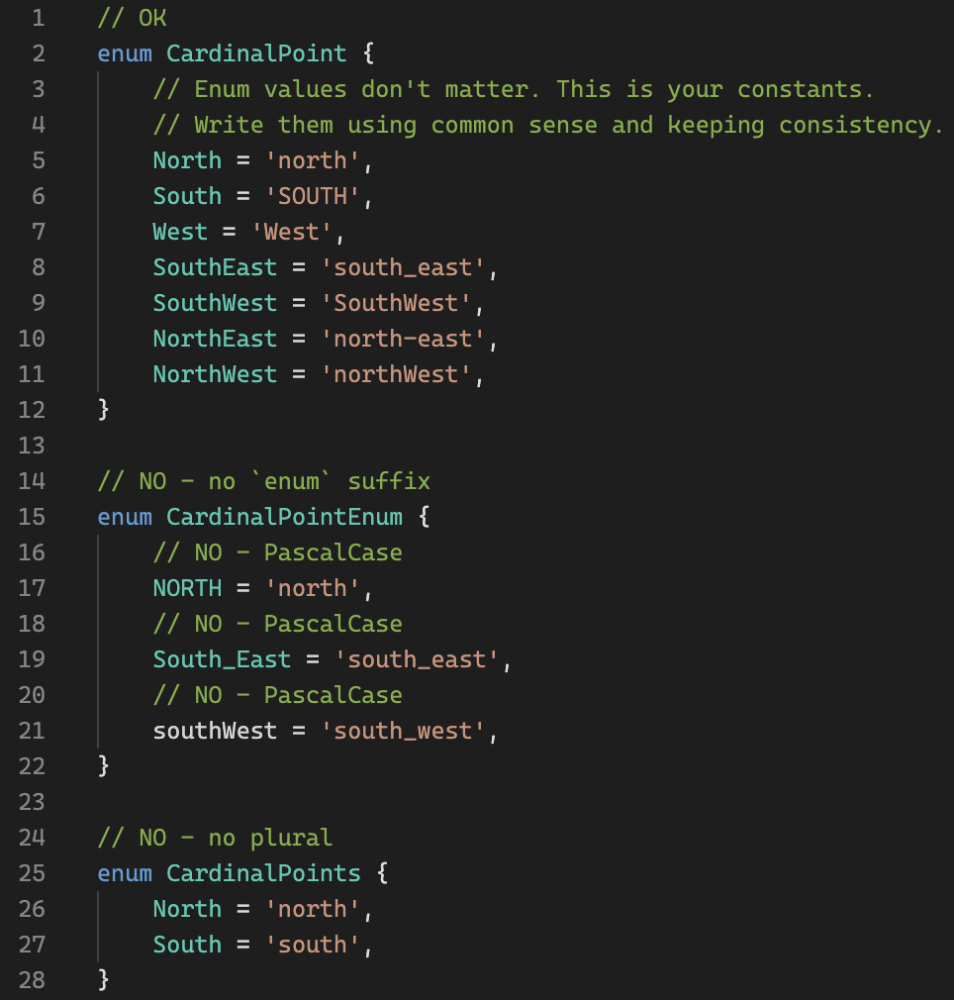 1 // OK
2 enum CardinalPoint {
3 // Enum values don't matter. This is your constants.
4 // Write them using common sense and keeping consistency.
5 North = 'north',
6 South = 'SOUTH',
7 West = 'West',
8 SouthEast = 'south_east',
9 SouthWest = 'SouthWest',
10 NorthEast = 'north-east',
11 NorthWest = 'northWest',
12 }
13
14 // NO - no `enum` suffix
15 enum CardinalPointEnum {
16 // NO - PascalCase
17 NORTH = 'north',
18 // NO - PascalCase
19 South_East = 'south_east',
20 // NO - PascalCase
21 southWest = 'south_west',
22 }
23
24 // NO - no plural
25 enum CardinalPoints {
26 North = 'north',
27 South = 'south',
28 }